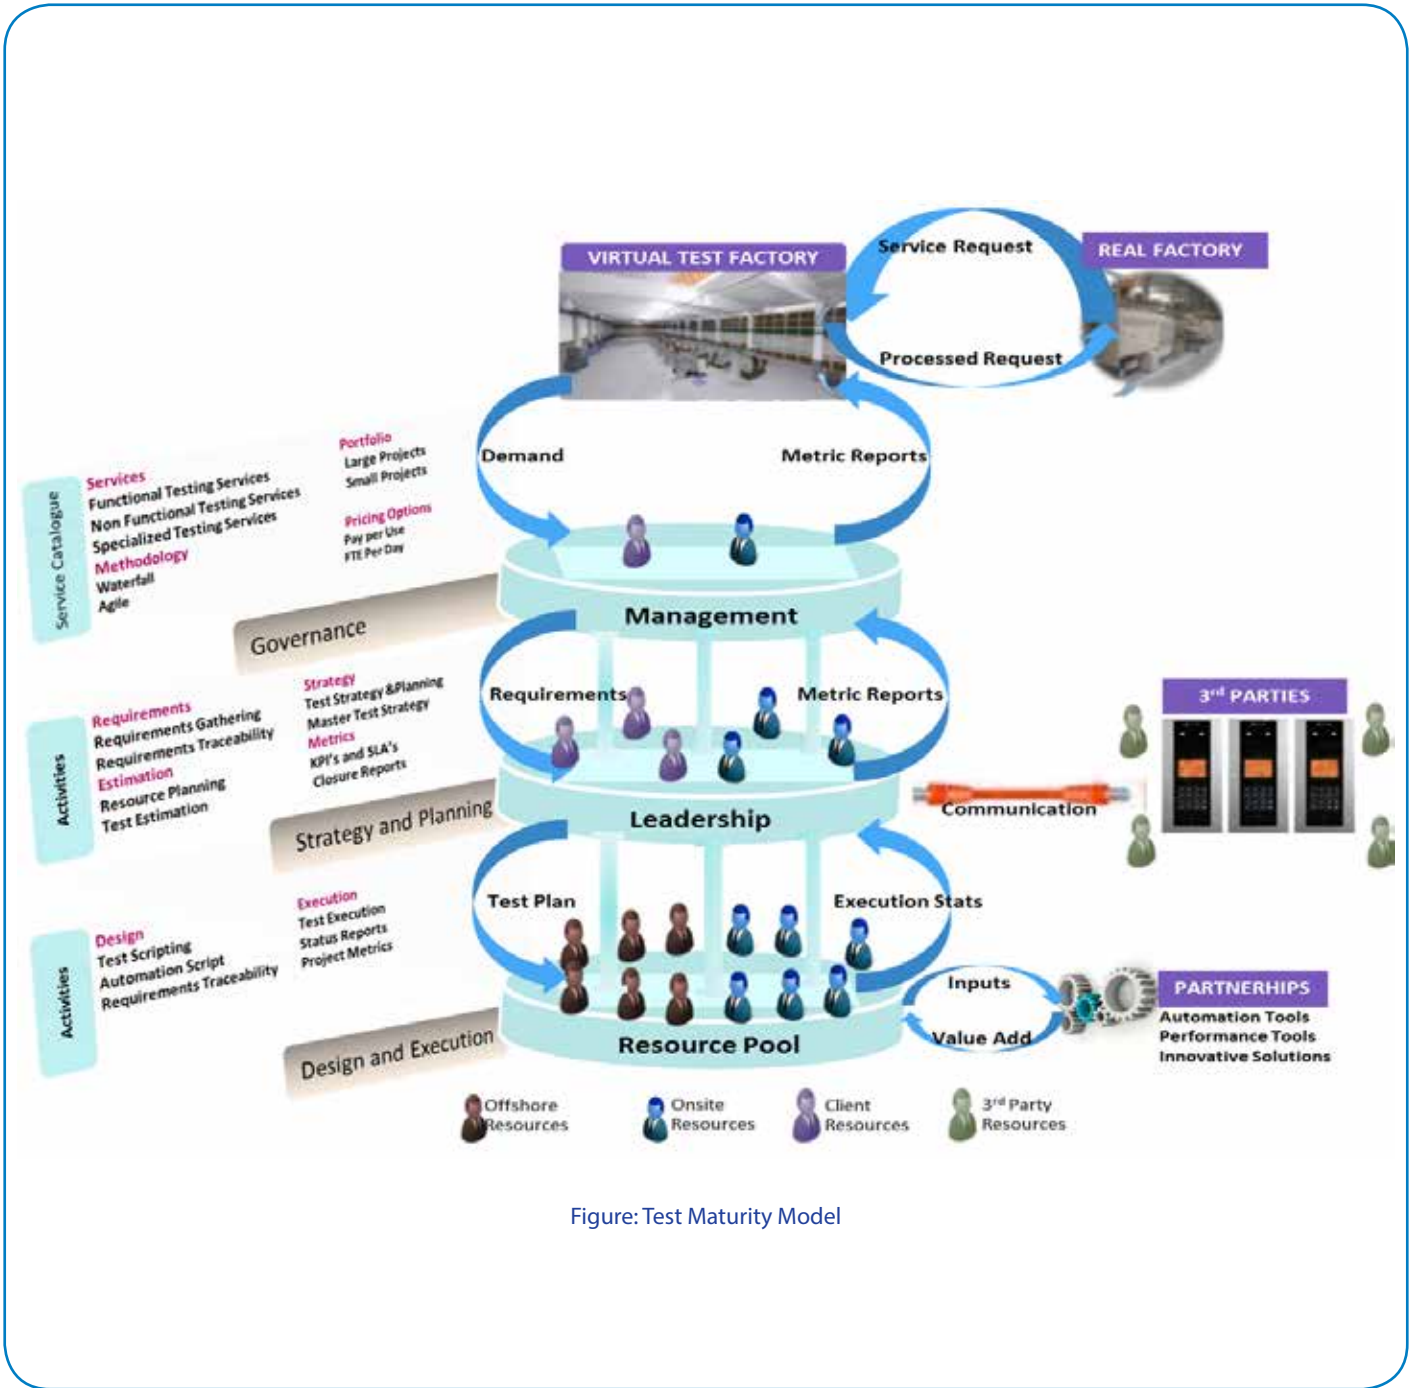 VIRTUAL TEST FACTORY
Service Request
REAL FACTORY
Processed Request
Demand
Metric Reports
Service Catalogue
Services
Functional Testing Services
Non Functional Testing Services
Specialized Testing Services
Methodology
Waterfall
Agile
Portfolio
Large Projects
Small Projects
Pricing Options
Pay per Use
FTE Per Day
Governance
Management
Requirements
Metric Reports
Activities
Requirements
Requirements Gathering
Requirements Traceability
Estimation
Resource Planning
Test Estimation
Strategy
Test Strategy &Planning
Master Test Strategy
Metrics
KPI's and SLA's
Closure Reports
Strategy and Planning
Leadership
3rd PARTIES
Communication
Test Plan
Execution Stats
Activities
Design
Test Scripting
Automation Script
Requirements Traceability
Execution
Test Execution
Status Reports
Project Metrics
Design and Execution
Resource Pool
Inputs
Value Add
PARTNERHIPS
Automation Tools
Performance Tools
Innovative Solutions
Offshore
Resources
Onsite
Resources
Client
Resources
3rd Party
Resources
Figure: Test Maturity Model